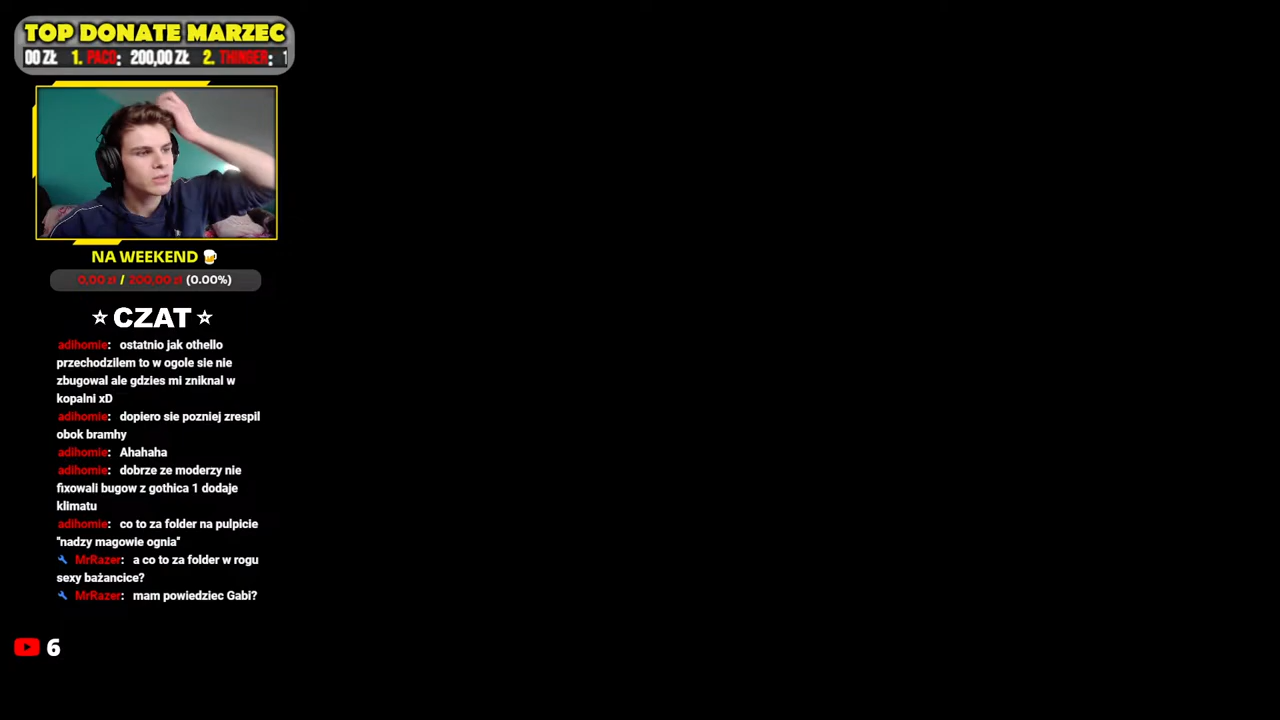 TOP DONATE MARZEC
00 ZŁ 1. PACO: 200,00 ZŁ 2. THINGER: 1
NA WEEKEND 🍺
0,00 zł / 200,00 zł (0.00%)
☆ CZAT ☆
adihomie: ostatnio jak othello
przechodzilem to w ogole sie nie
zbugowal ale gdzies mi zniknal w
kopalni xD
adihomie: dopiero sie pozniej zrespil
obok bramhy
adihomie: Ahahaha
adihomie: dobrze ze moderzy nie
fixowali bugow z gothica 1 dodaje
klimatu
adihomie: co to za folder na pulpicie
"nadzy magowie ognia"
MrRazer: a co to za folder w rogu
sexy bażancice?
MrRazer: mam powiedziec Gabi?
6